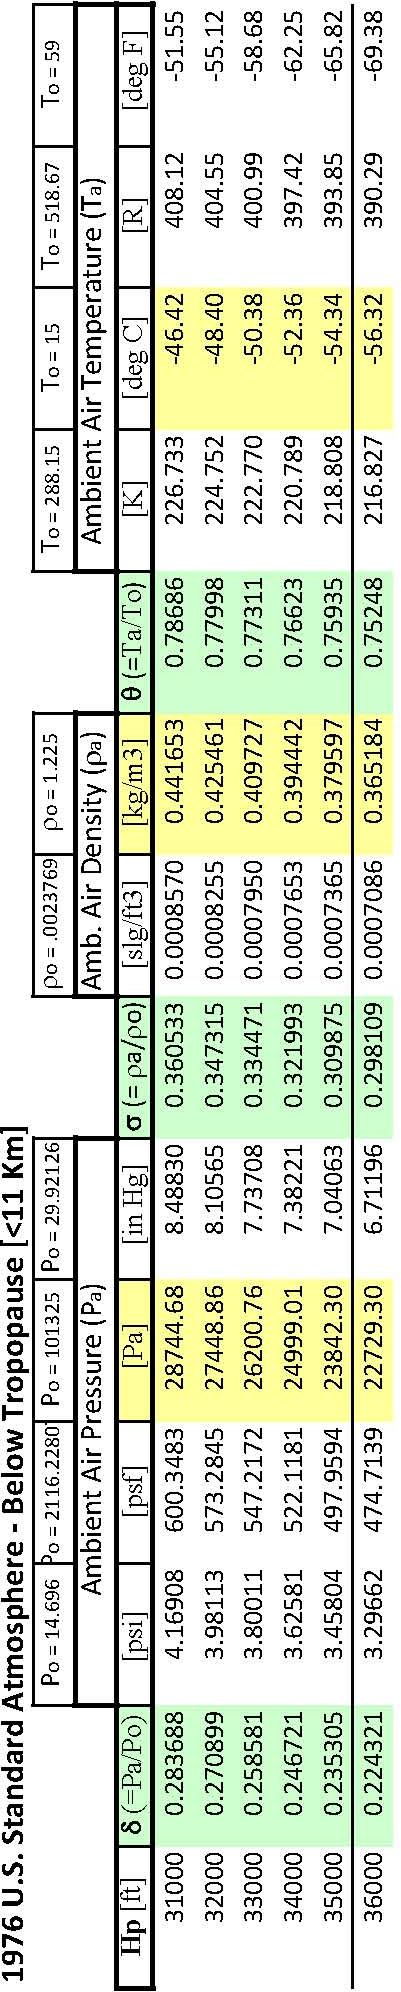 1976 U.S. Standard Atmosphere - Below Tropopause [<11 Km]
Po = 14.696 Po = 2116.2280 Po = 101325 Po = 29.92126 ρo = .0023769 ρo = 1.225 To = 288.15 To = 15 To = 518.67 To = 59
Ambient Air Pressure (Pa) Amb. Air Density (ρa) Ambient Air Temperature (Ta)
Hp [ft] δ (=Pa/Po) [psi] [psf] [Pa] [in Hg] σ (= ρa/ρo) [slg/ft3] [kg/m3] θ (=Ta/To) [K] [deg C] [R] [deg F]
31000 0.283688 4.16908 600.3483 28744.68 8.48830 0.360533 0.0008570 0.441653 0.78686 226.733 -46.42 408.12 -51.55
32000 0.270899 3.98113 573.2845 27448.86 8.10565 0.347315 0.0008255 0.425461 0.77998 224.752 -48.40 404.55 -55.12
33000 0.258581 3.80011 547.2172 26200.76 7.73708 0.334471 0.0007950 0.409727 0.77311 222.770 -50.38 400.99 -58.68
34000 0.246721 3.62581 522.1181 24999.01 7.38221 0.321993 0.0007653 0.394442 0.76623 220.789 -52.36 397.42 -62.25
35000 0.235305 3.45804 497.9594 23842.30 7.04063 0.309875 0.0007365 0.379597 0.75935 218.808 -54.34 393.85 -65.82
36000 0.224321 3.29662 474.7139 22729.30 6.71196 0.298109 0.0007086 0.365184 0.75248 216.827 -56.32 390.29 -69.38